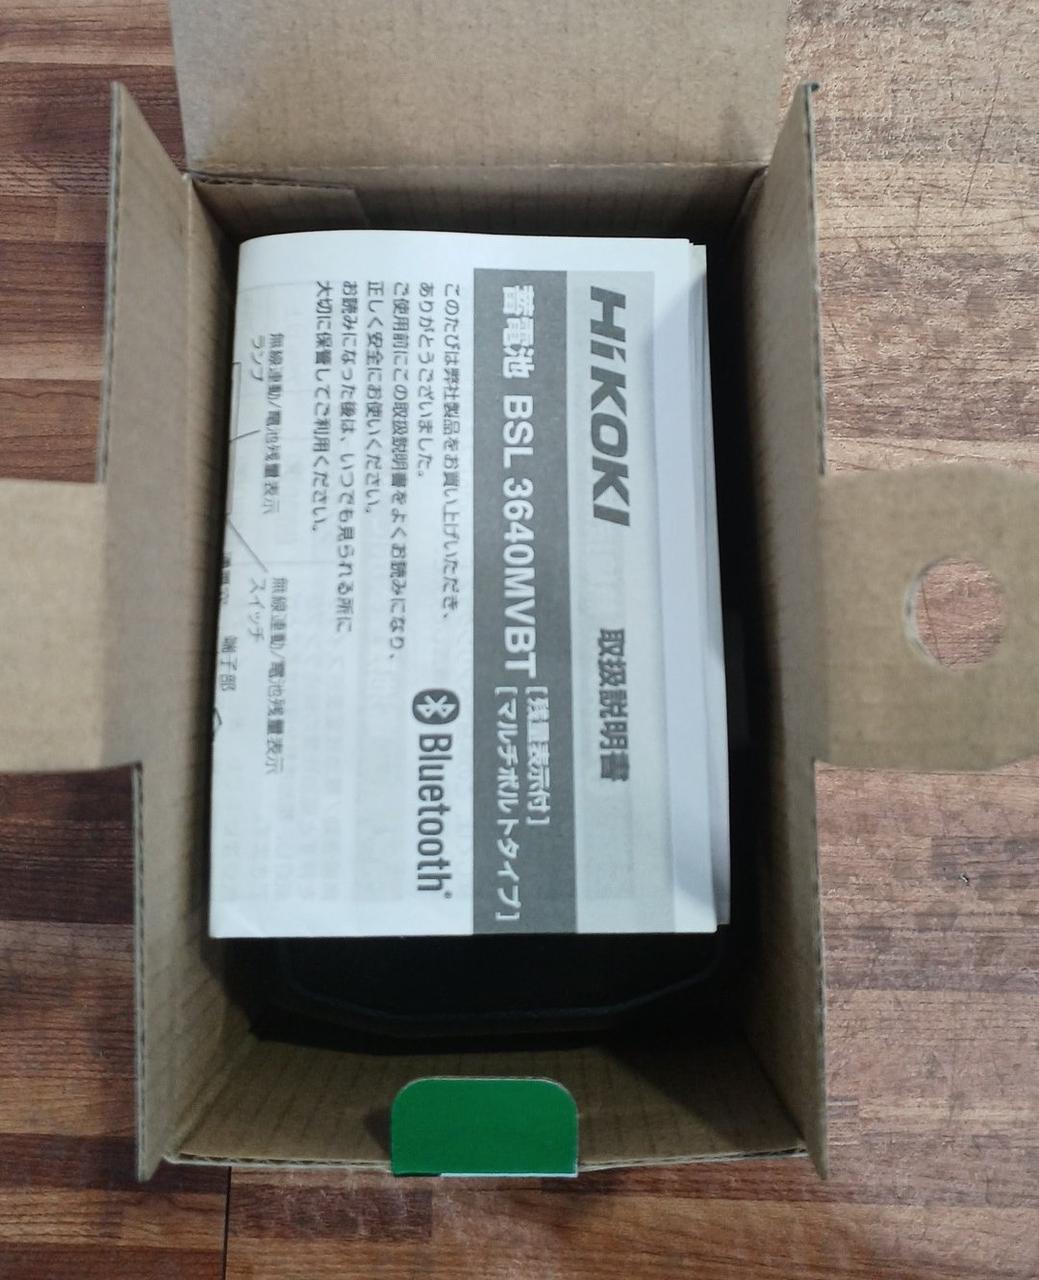 HiKOKI 取扱説明書
蓄電池 BSL 3640MVBT
[残量表示付]
[マルチボルトタイプ]
このたびは弊社製品をお買い上げいただき、
ありがとうございました。
ご使用前にこの取扱説明書をよくお読みになり、
正しく安全にお使いください。
お読みになった後は、いつでも見られる所に
大切に保管してご利用ください。
Bluetooth®
無線連動/電池残量表示
ランプ
無線連動/電池残量表示
スイッチ
端子部